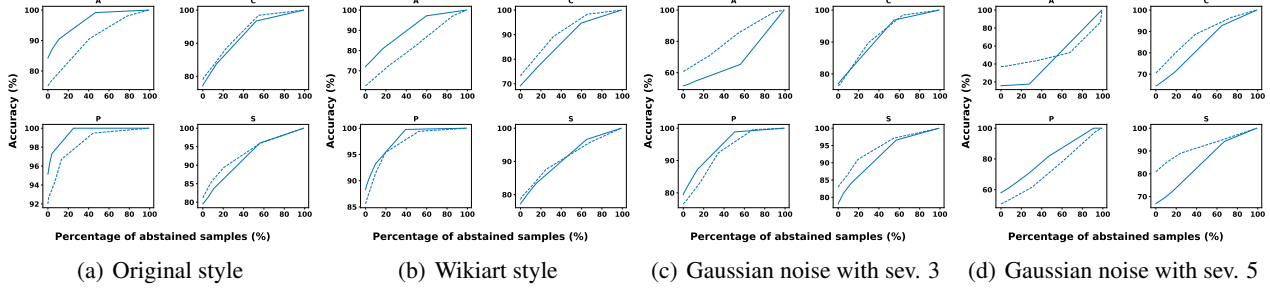 A C A C A C A C
Accuracy (%) Accuracy (%) Accuracy (%) Accuracy (%)
100 90 80 0 20 40 60 80 100
100 90 80 0 20 40 60 80 100
100 90 80 70 60 0 20 40 60 80 100
100 90 80 70 0 20 40 60 80 100
100 80 60 0 20 40 60 80 100
100 90 80 0 20 40 60 80 100
100 80 60 40 20 0 20 40 60 80 100
100 90 80 70 0 20 40 60 80 100
P S P S P S P S
100 98 96 94 92 0 20 40 60 80 100
100 95 90 85 80 0 20 40 60 80 100
100 95 90 85 0 20 40 60 80 100
100 90 80 0 20 40 60 80 100
100 90 80 0 20 40 60 80 100
100 95 90 85 80 0 20 40 60 80 100
100 80 60 0 20 40 60 80 100
100 90 80 70 0 20 40 60 80 100
Percentage of abstained samples (%) Percentage of abstained samples (%) Percentage of abstained samples (%) Percentage of abstained samples (%)
(a) Original style (b) Wikiart style (c) Gaussian noise with sev. 3 (d) Gaussian noise with sev. 5